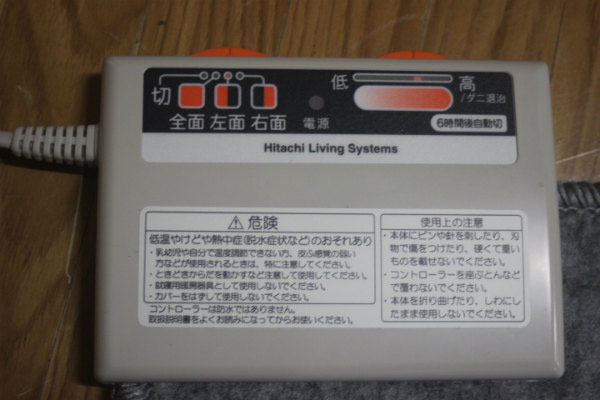 切
全面 左面 右面
電源
低
高
/ダニ退治
6時間後自動切
Hitachi Living Systems
⚠危険
低温やけどや熱中症(脱水症状など)のおそれあり
・乳幼児や自分で温度調節できない方、皮ふ感覚の弱い
方などが使用されるときは、特に注意してください。
・ときどきからだを動かすなど注意して使用してください。
・就寝用暖房器具として使用しないでください。
・カバーをはずして使用しないでください。
コントローラーは防水ではありません。
取扱説明書をよくお読みになってからお使いください。
使用上の注意
・本体にピンや針を刺したり、刃
物で傷をつけたり、硬くて重い
ものを載せないでください。
・コントローラーを座ぶとんなど
で覆わないでください。
・本体を折り曲げたり、しわにし
たまま使用しないでください。